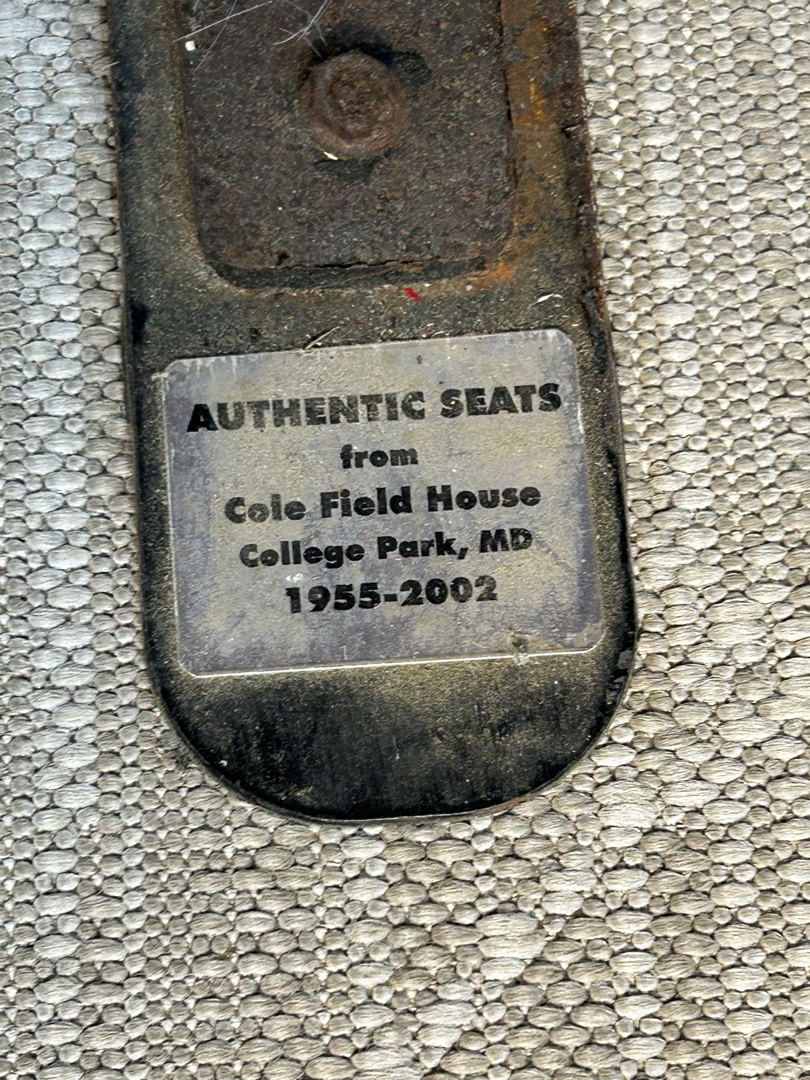 AUTHENTIC SEATS
from
Cole Field House
College Park, MD
1955-2002